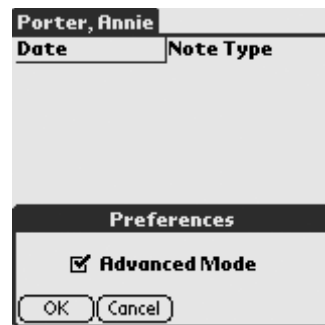 Porter, Annie
Date Note Type
Preferences
Advanced Mode
OK Cancel